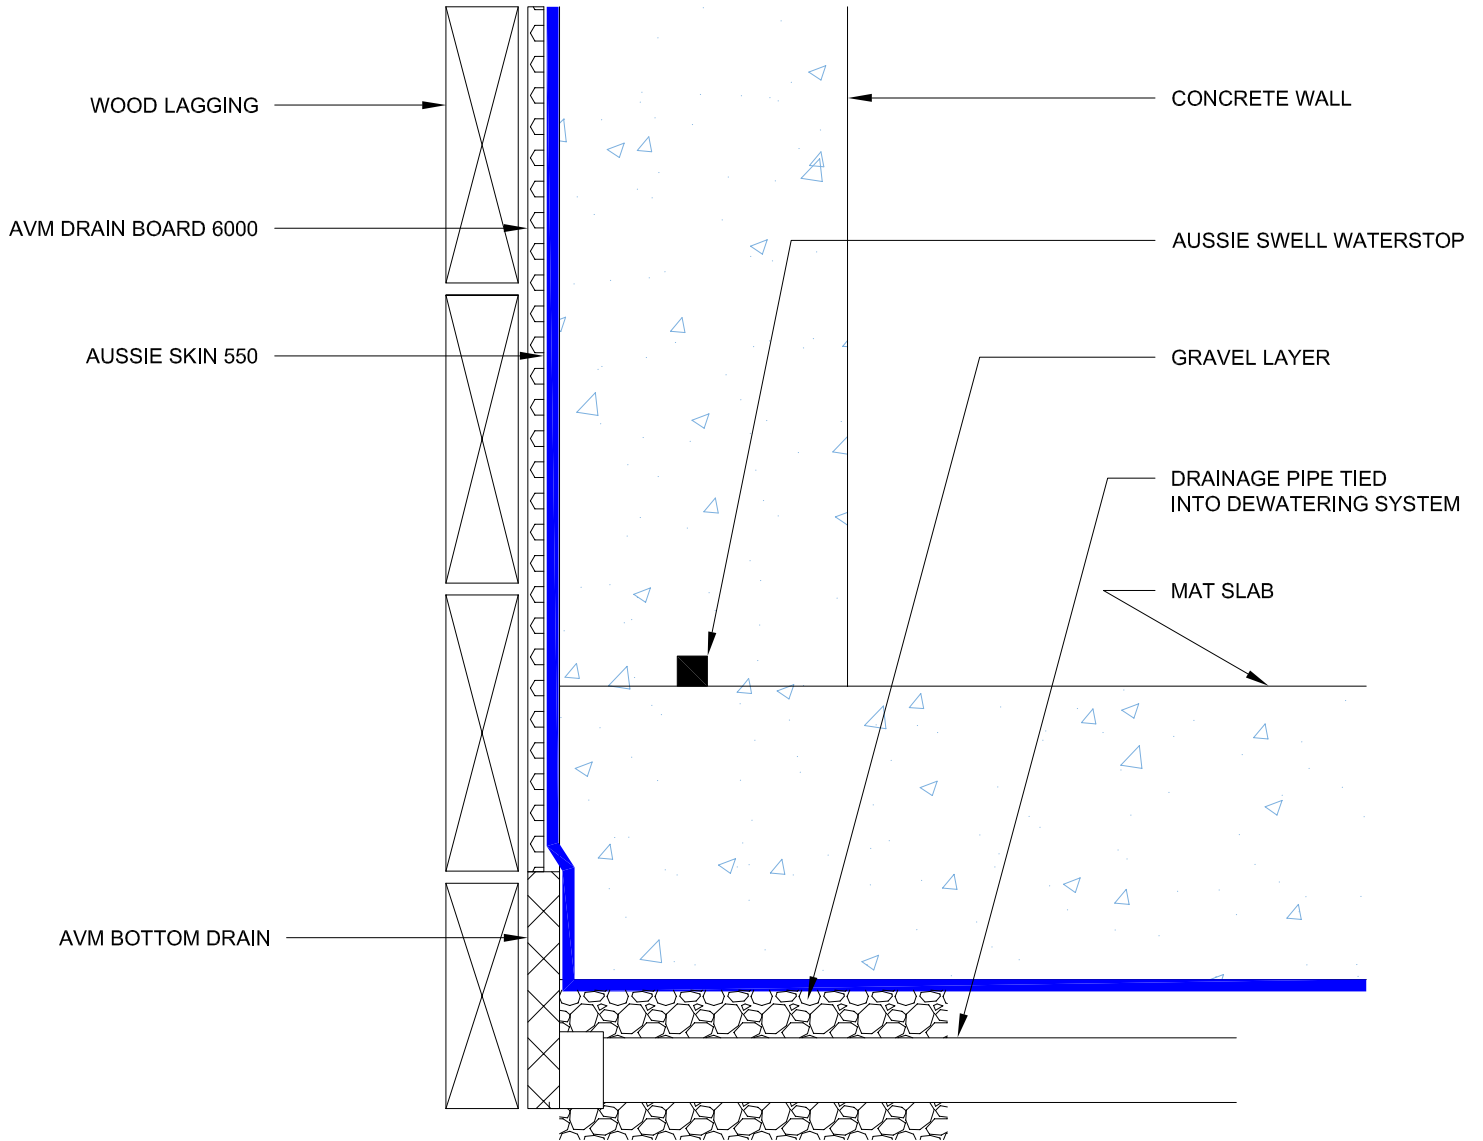 WOOD LAGGING
AVM DRAIN BOARD 6000
AUSSIE SKIN 550
AVM BOTTOM DRAIN
CONCRETE WALL
AUSSIE SWELL WATERSTOP
GRAVEL LAYER
DRAINAGE PIPE TIED
INTO DEWATERING SYSTEM
MAT SLAB